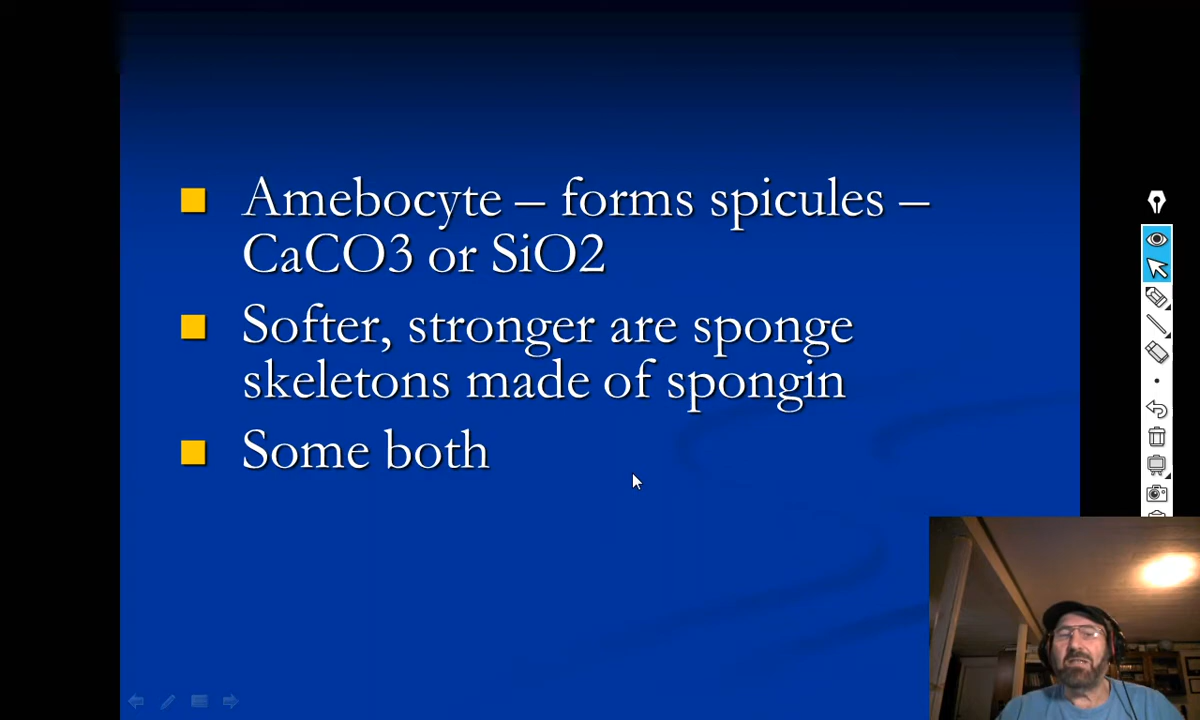 Amebocyte – forms spicules –
CaCO3 or SiO2
Softer, stronger are sponge
skeletons made of spongin
Some both